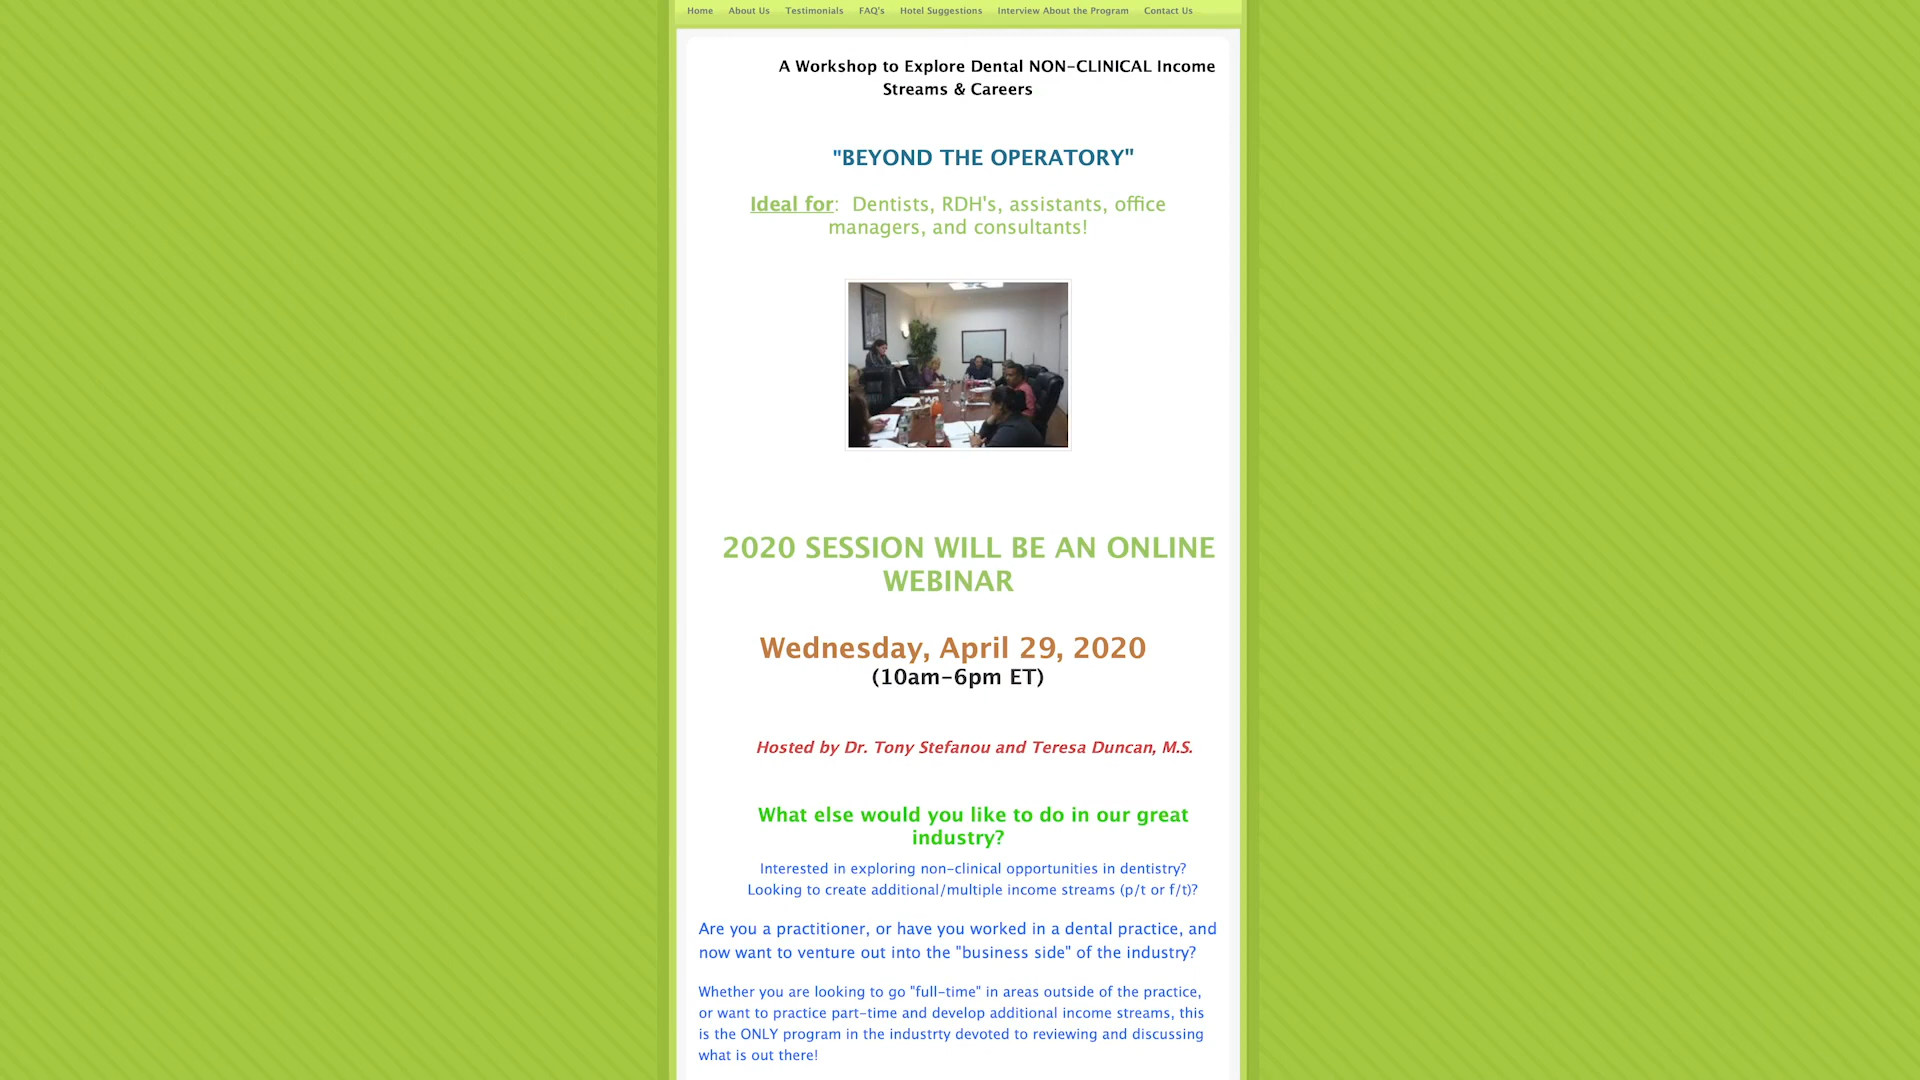 Home About Us Testimonials FAQ's Hotel Suggestions Interview About the Program Contact Us
A Workshop to Explore Dental NON-CLINICAL Income
Streams & Careers
"BEYOND THE OPERATORY"
Ideal for: Dentists, RDH's, assistants, office
managers, and consultants!
2020 SESSION WILL BE AN ONLINE
WEBINAR
Wednesday, April 29, 2020
(10am-6pm ET)
Hosted by Dr. Tony Stefanou and Teresa Duncan, M.S.
What else would you like to do in our great
industry?
Interested in exploring non-clinical opportunities in dentistry?
Looking to create additional/multiple income streams (p/t or f/t)?
Are you a practitioner, or have you worked in a dental practice, and
now want to venture out into the "business side" of the industry?
Whether you are looking to go "full-time" in areas outside of the practice,
or want to practice part-time and develop additional income streams, this
is the ONLY program in the industrty devoted to reviewing and discussing
what is out there!